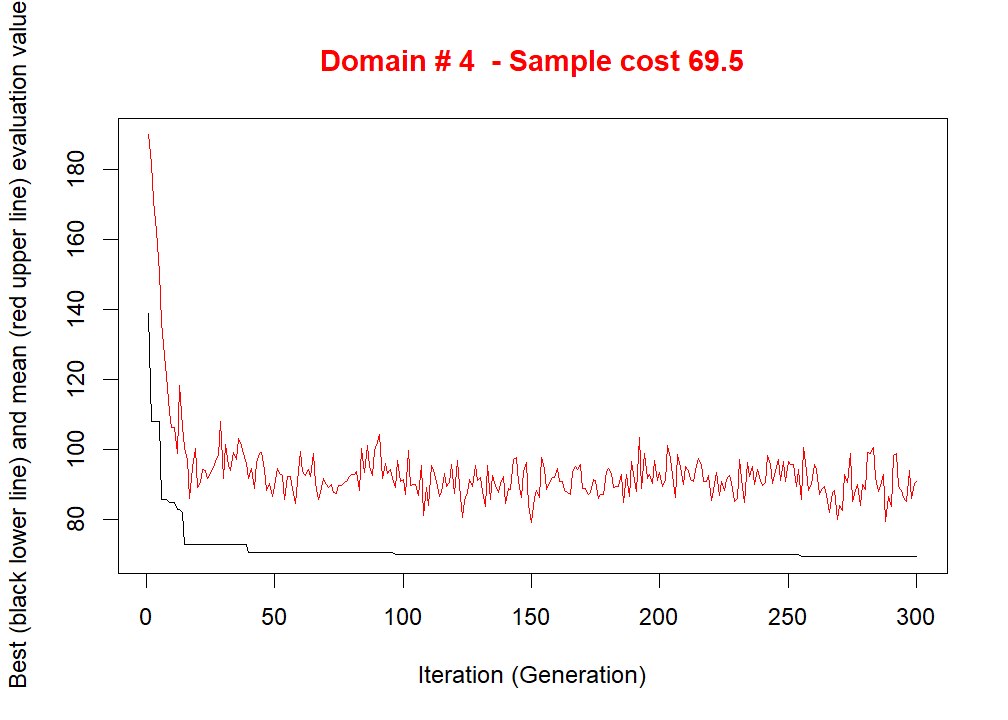 Domain # 4  - Sample cost 69.5
Best (black lower line) and mean (red upper line) evaluation value
180
160
140
120
100
80
0 50 100 150 200 250 300
Iteration (Generation)